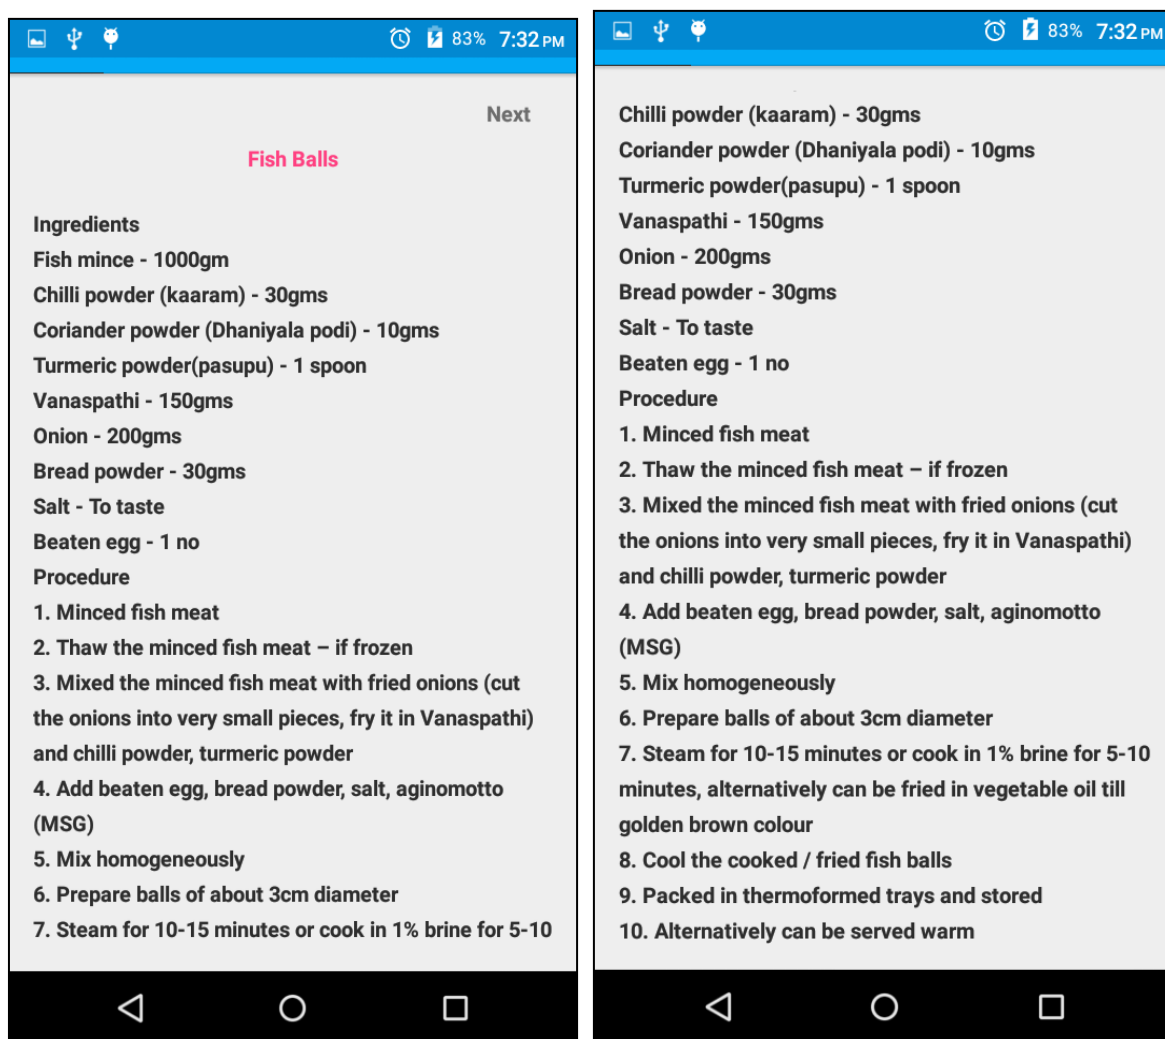 83% 7:32 PM
Next
Fish Balls
Ingredients
Fish mince - 1000gm
Chilli powder (kaaram) - 30gms
Coriander powder (Dhaniyala podi) - 10gms
Turmeric powder(pasupu) - 1 spoon
Vanaspathi - 150gms
Onion - 200gms
Bread powder - 30gms
Salt - To taste
Beaten egg - 1 no
Procedure
1. Minced fish meat
2. Thaw the minced fish meat – if frozen
3. Mixed the minced fish meat with fried onions (cut
the onions into very small pieces, fry it in Vanaspathi)
and chilli powder, turmeric powder
4. Add beaten egg, bread powder, salt, aginomotto
(MSG)
5. Mix homogeneously
6. Prepare balls of about 3cm diameter
7. Steam for 10-15 minutes or cook in 1% brine for 5-10
83% 7:32 PM
Chilli powder (kaaram) - 30gms
Coriander powder (Dhaniyala podi) - 10gms
Turmeric powder(pasupu) - 1 spoon
Vanaspathi - 150gms
Onion - 200gms
Bread powder - 30gms
Salt - To taste
Beaten egg - 1 no
Procedure
1. Minced fish meat
2. Thaw the minced fish meat – if frozen
3. Mixed the minced fish meat with fried onions (cut
the onions into very small pieces, fry it in Vanaspathi)
and chilli powder, turmeric powder
4. Add beaten egg, bread powder, salt, aginomotto
(MSG)
5. Mix homogeneously
6. Prepare balls of about 3cm diameter
7. Steam for 10-15 minutes or cook in 1% brine for 5-10
minutes, alternatively can be fried in vegetable oil till
golden brown colour
8. Cool the cooked / fried fish balls
9. Packed in thermoformed trays and stored
10. Alternatively can be served warm